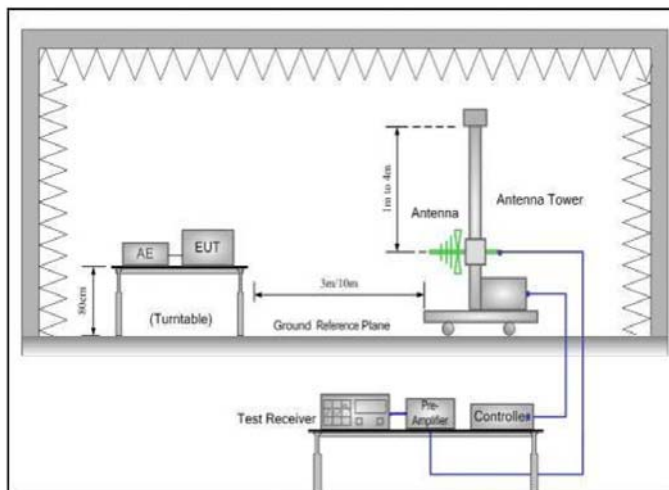 1m to 4m
Antenna
Antenna Tower
AE
EUT
80cm
3m/10m
(Turntable)
Ground Reference Plane
Test Receiver
Pre-
Amplifier
Controller